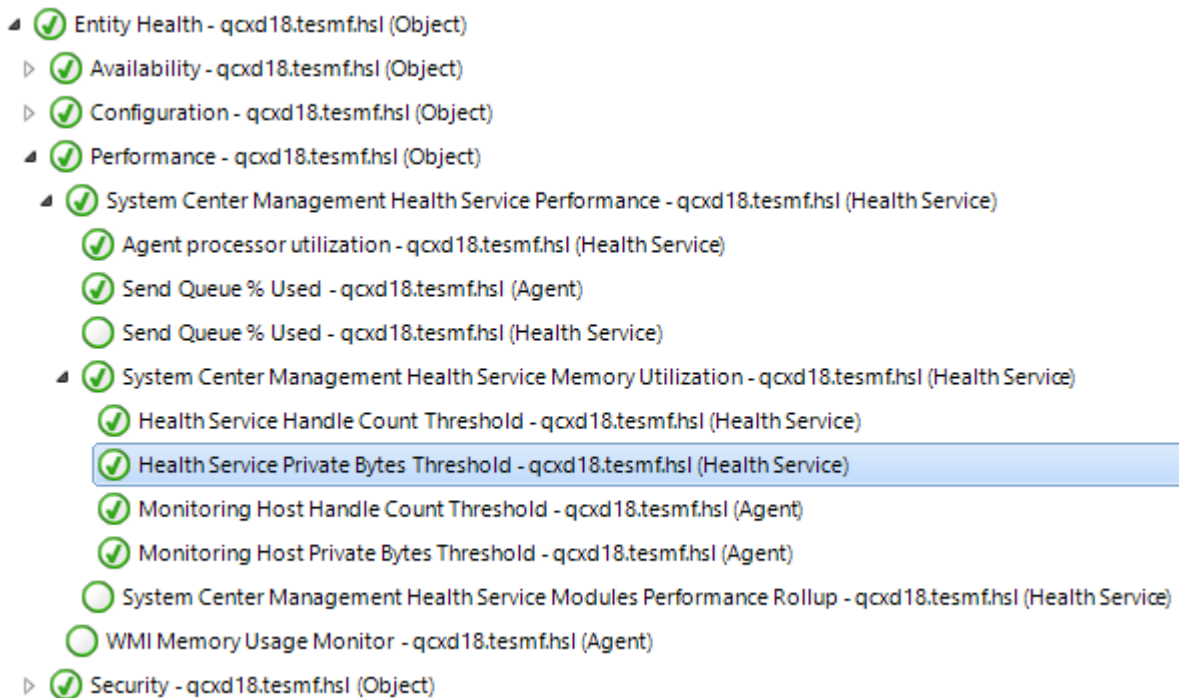 Entity Health - qcxd18.tesmf.hsl (Object)
Availability - qcxd18.tesmf.hsl (Object)
Configuration - qcxd18.tesmf.hsl (Object)
Performance - qcxd18.tesmf.hsl (Object)
System Center Management Health Service Performance - qcxd18.tesmf.hsl (Health Service)
Agent processor utilization - qcxd18.tesmf.hsl (Health Service)
Send Queue % Used - qcxd18.tesmf.hsl (Agent)
Send Queue % Used - qcxd18.tesmf.hsl (Health Service)
System Center Management Health Service Memory Utilization - qcxd18.tesmf.hsl (Health Service)
Health Service Handle Count Threshold - qcxd18.tesmf.hsl (Health Service)
Health Service Private Bytes Threshold - qcxd18.tesmf.hsl (Health Service)
Monitoring Host Handle Count Threshold - qcxd18.tesmf.hsl (Agent)
Monitoring Host Private Bytes Threshold - qcxd18.tesmf.hsl (Agent)
System Center Management Health Service Modules Performance Rollup - qcxd18.tesmf.hsl (Health Service)
WMI Memory Usage Monitor - qcxd18.tesmf.hsl (Agent)
Security - qcxd18.tesmf.hsl (Object)